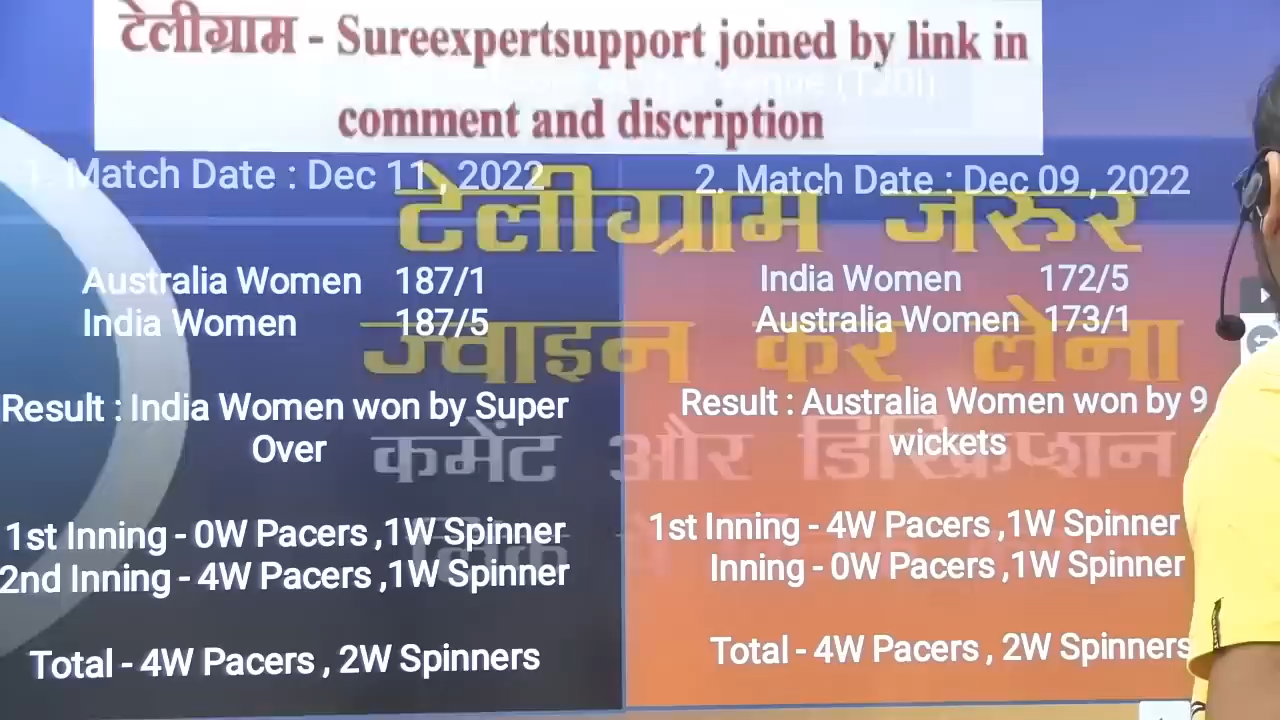 टेलीग्राम - Sureexpertsupport joined by link in
comment and discription
Venue (T20I)
1. Match Date : Dec 11 , 2022
Australia Women 187/1
India Women 187/5
Result : India Women won by Super
Over
1st Inning - 0W Pacers ,1W Spinner
2nd Inning - 4W Pacers ,1W Spinner
Total - 4W Pacers , 2W Spinners
2. Match Date : Dec 09 , 2022
India Women 172/5
Australia Women 173/1
Result : Australia Women won by 9
wickets
1st Inning - 4W Pacers ,1W Spinner
Inning - 0W Pacers ,1W Spinner
Total - 4W Pacers , 2W Spinners
टेलीग्राम जरुर
ज्वाइन कर लेना
कमेंट और डिस्क्रिप्शन
लिंक